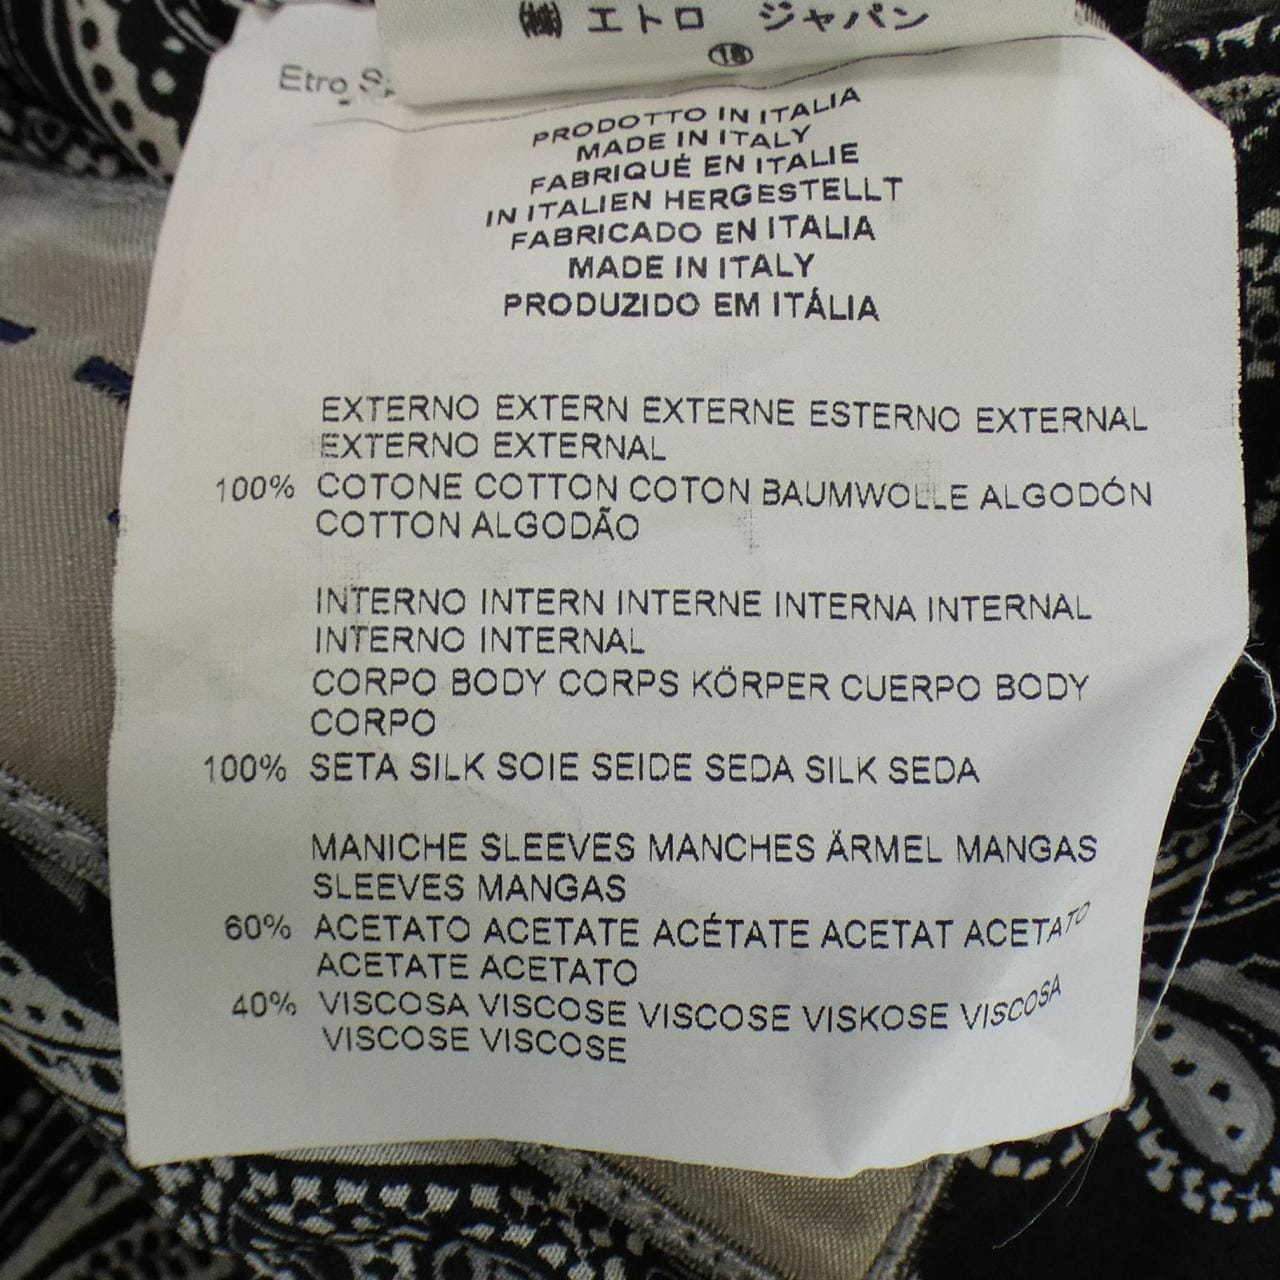 ㈱ エトロ ジャパン
⑱
Etro
PRODOTTO IN ITALIA
MADE IN ITALY
FABRIQUÉ EN ITALIE
IN ITALIEN HERGESTELLT
FABRICADO EN ITALIA
MADE IN ITALY
PRODUZIDO EM ITÁLIA
EXTERNO EXTERN EXTERNE ESTERNO EXTERNAL
EXTERNO EXTERNAL
100% COTONE COTTON COTON BAUMWOLLE ALGODÓN
COTTON ALGODÃO
INTERNO INTERN INTERNE INTERNA INTERNAL
INTERNO INTERNAL
CORPO BODY CORPS KÖRPER CUERPO BODY
CORPO
100% SETA SILK SOIE SEIDE SEDA SILK SEDA
MANICHE SLEEVES MANCHES ÄRMEL MANGAS
SLEEVES MANGAS
60% ACETATO ACETATE ACÉTATE ACETAT ACETATO
ACETATE ACETATO
40% VISCOSA VISCOSE VISCOSE VISKOSE VISCOSA
VISCOSE VISCOSE